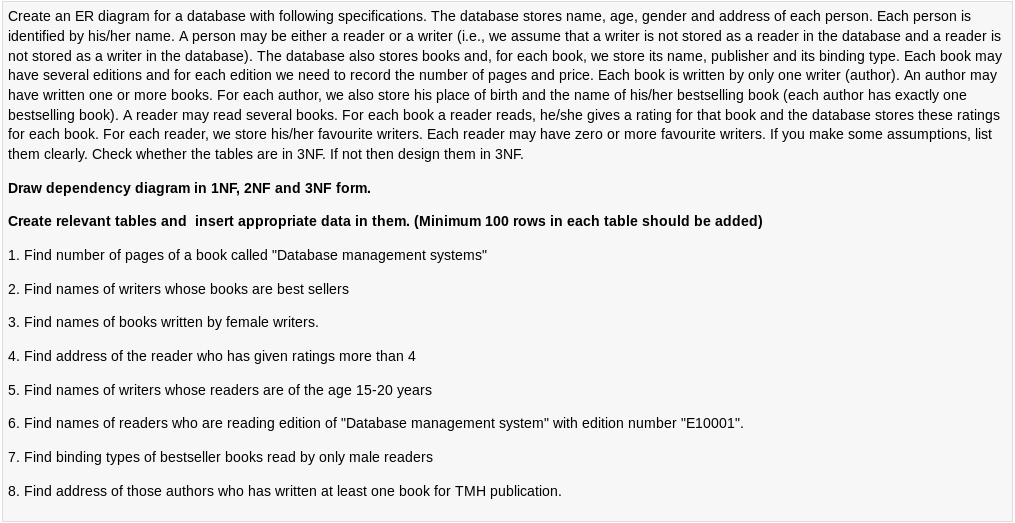 Create an ER diagram for a database with following specifications. The database stores name, age, gender and address of each person. Each person is
identified by his/her name. A person may be either a reader or a writer (i.e., we assume that a writer is not stored as a reader in the database and a reader is
not stored as a writer in the database). The database also stores books and, for each book, we store its name, publisher and its binding type. Each book may
have several editions and for each edition we need to record the number of pages and price. Each book is written by only one writer (author). An author may
have written one or more books. For each author, we also store his place of birth and the name of his/her bestselling book (each author has exactly one
bestselling book). A reader may read several books. For each book a reader reads, he/she gives a rating for that book and the database stores these ratings
for each book. For each reader, we store his/her favourite writers. Each reader may have zero or more favourite writers. If you make some assumptions, list
them clearly. Check whether the tables are in 3NF. If not then design them in 3NF.
Draw dependency diagram in 1NF, 2NF and 3NF form.
Create relevant tables and  insert appropriate data in them. (Minimum 100 rows in each table should be added)
1. Find number of pages of a book called "Database management systems"
2. Find names of writers whose books are best sellers
3. Find names of books written by female writers.
4. Find address of the reader who has given ratings more than 4
5. Find names of writers whose readers are of the age 15-20 years
6. Find names of readers who are reading edition of "Database management system" with edition number "E10001".
7. Find binding types of bestseller books read by only male readers
8. Find address of those authors who has written at least one book for TMH publication.